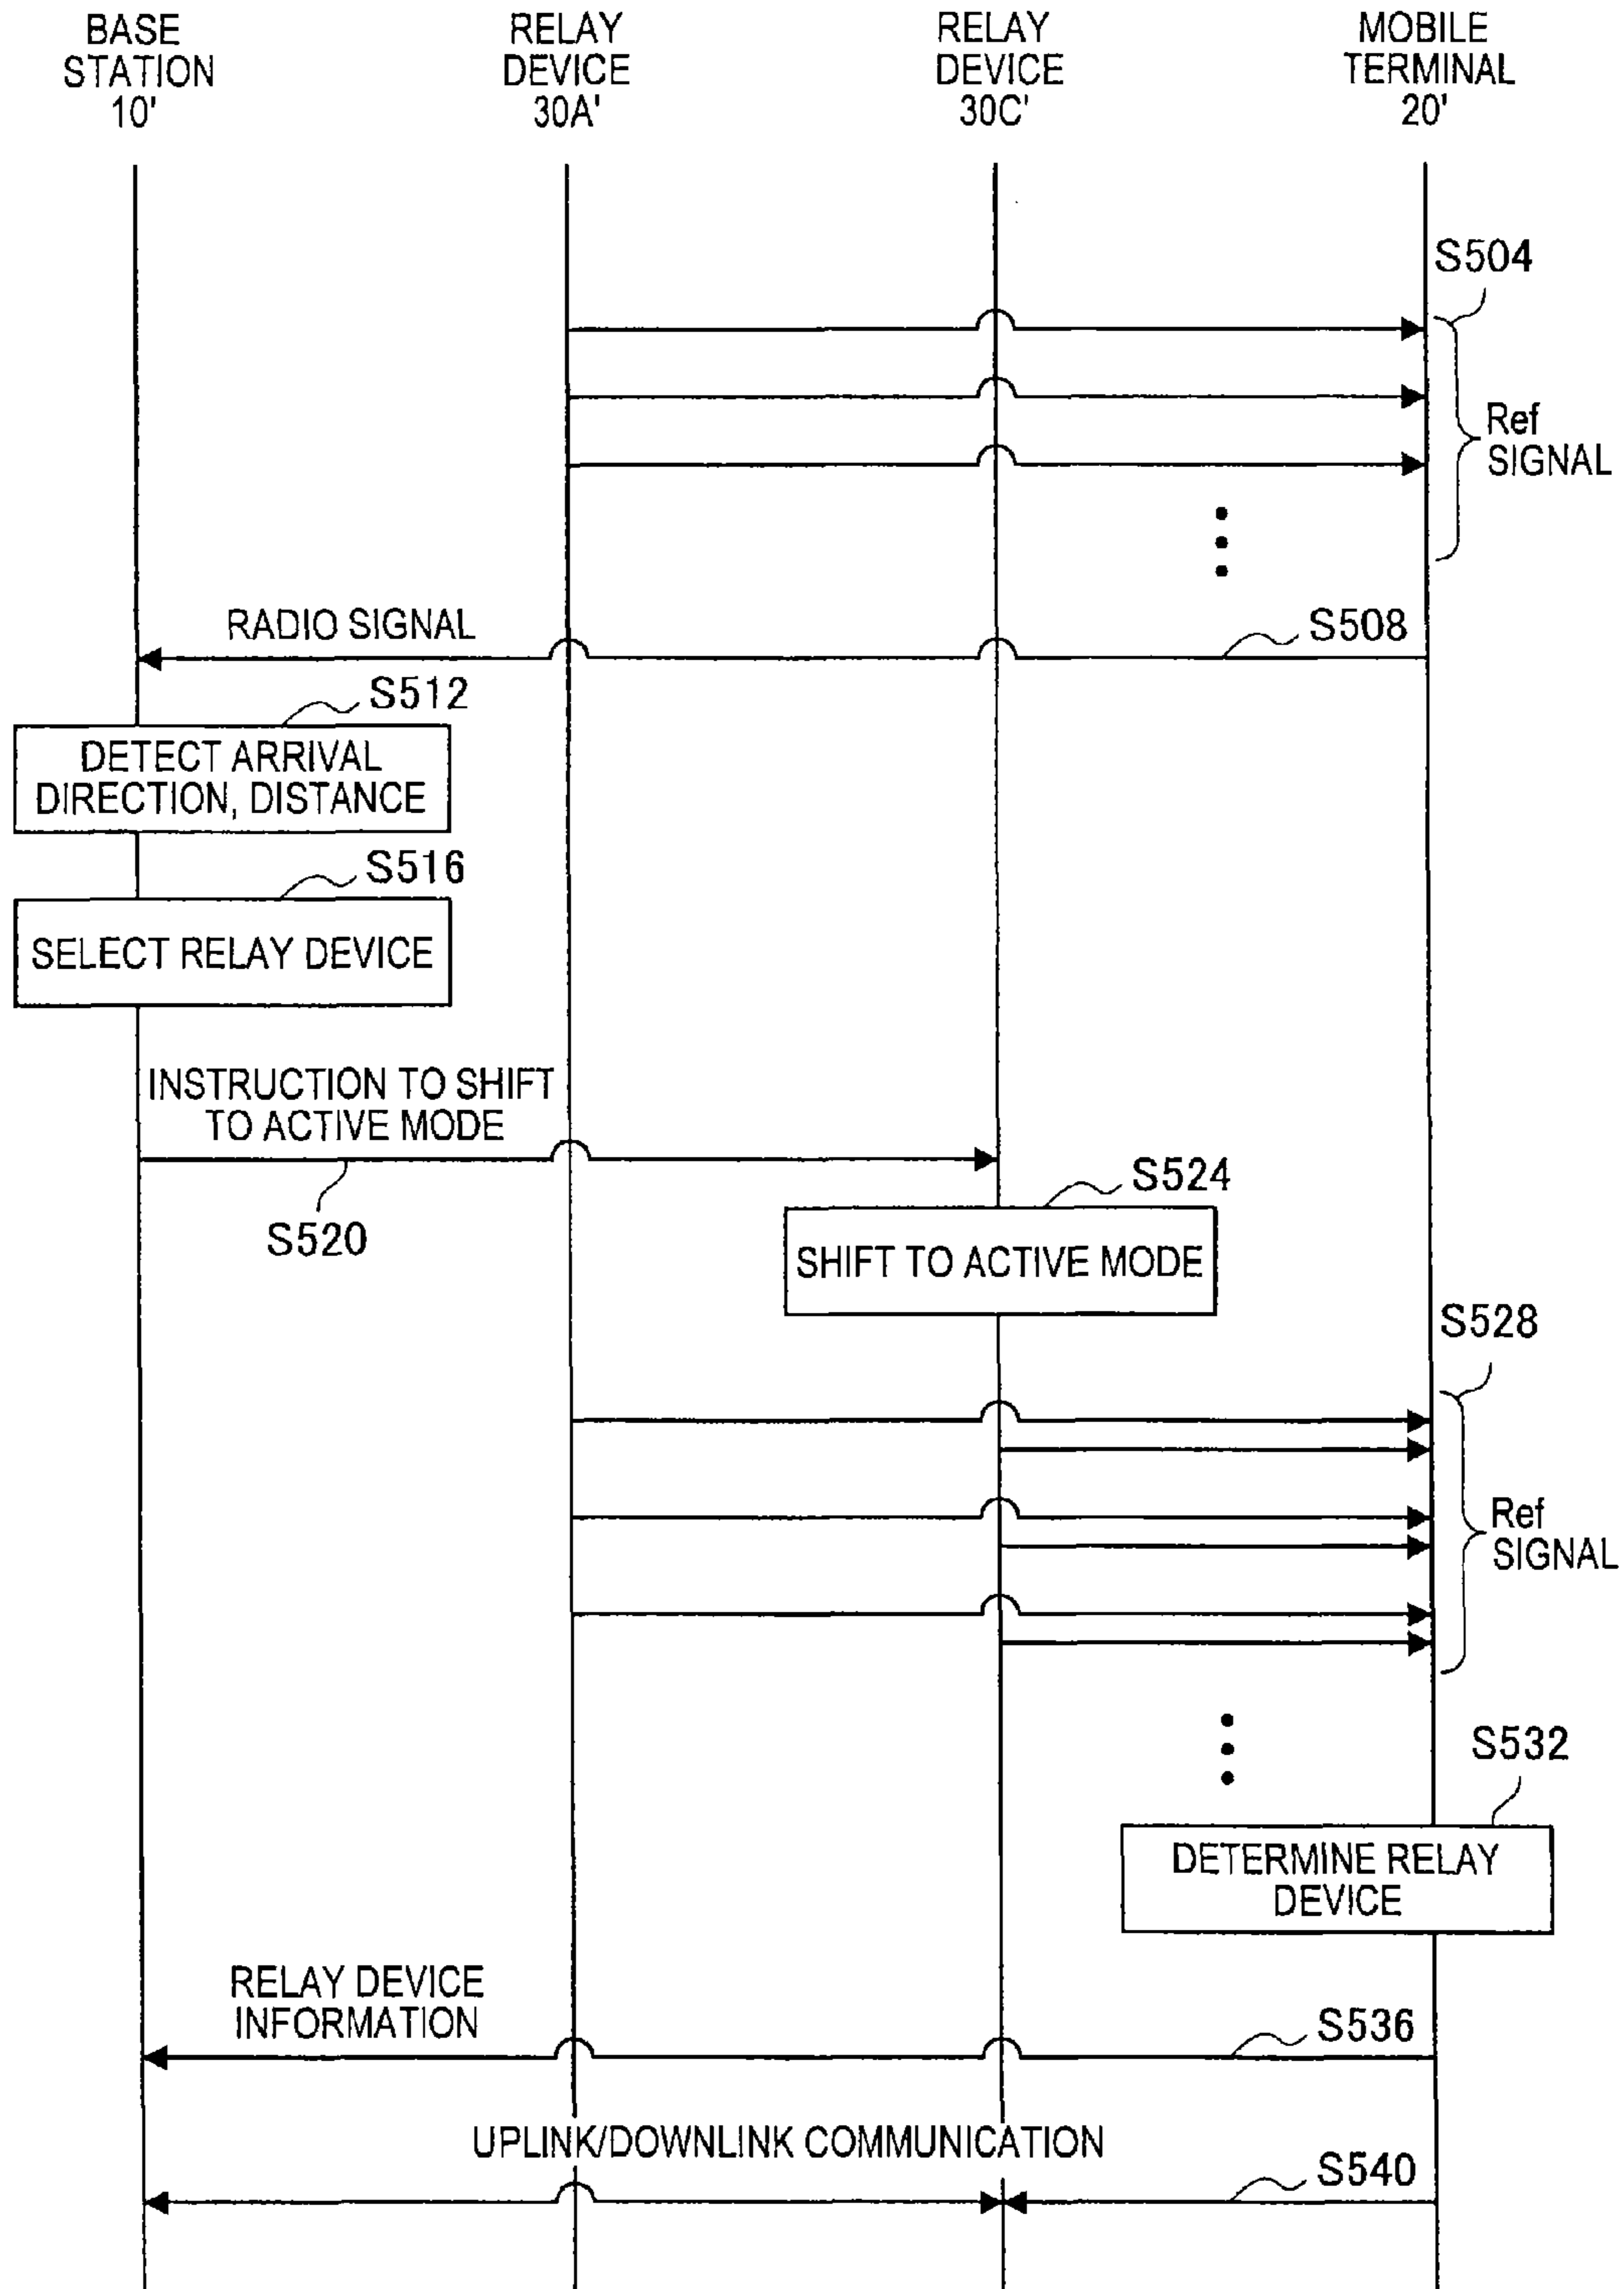 BASE
STATION
10'
RELAY
DEVICE
30A'
RELAY
DEVICE
30C'
MOBILE
TERMINAL
20'
S504
Ref
SIGNAL
RADIO SIGNAL
S508
S512
DETECT ARRIVAL
DIRECTION, DISTANCE
S516
SELECT RELAY DEVICE
INSTRUCTION TO SHIFT
TO ACTIVE MODE
S520
S524
SHIFT TO ACTIVE MODE
S528
Ref
SIGNAL
S532
DETERMINE RELAY
DEVICE
RELAY DEVICE
INFORMATION
S536
UPLINK/DOWNLINK COMMUNICATION
S540